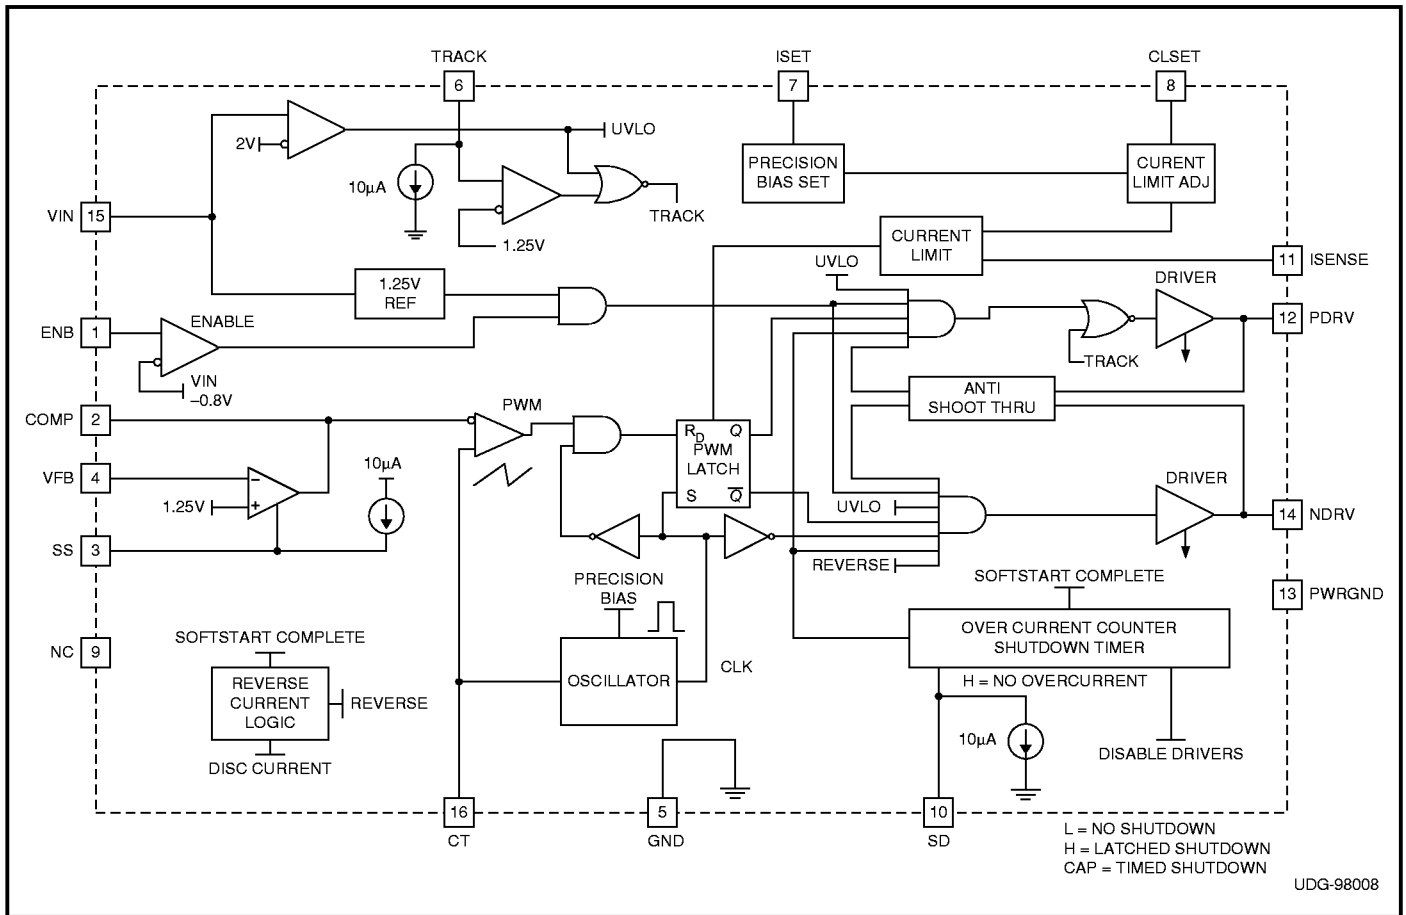 TRACK
6
ISET
7
CLSET
8
2V
UVLO
10µA
PRECISION
BIAS SET
CURENT
LIMIT ADJ
VIN
15
TRACK
1.25V
CURRENT
LIMIT
11
ISENSE
UVLO
1.25V
REF
DRIVER
ENB
1
ENABLE
12
PDRV
TRACK
VIN
–0.8V
ANTI
SHOOT THRU
COMP
2
PWM
RD
Q
PWM
LATCH
S
Q
VFB
4
10µA
–
+
1.25V
DRIVER
UVLO
14
NDRV
SS
3
REVERSE
PRECISION
BIAS
SOFTSTART COMPLETE
13
PWRGND
OVER CURRENT COUNTER
SHUTDOWN TIMER
NC
9
SOFTSTART COMPLETE
REVERSE
CURRENT
LOGIC
REVERSE
OSCILLATOR
CLK
H = NO OVERCURRENT
10µA
DISC CURRENT
DISABLE DRIVERS
16
CT
5
GND
10
SD
L = NO SHUTDOWN
H = LATCHED SHUTDOWN
CAP = TIMED SHUTDOWN
UDG-98008